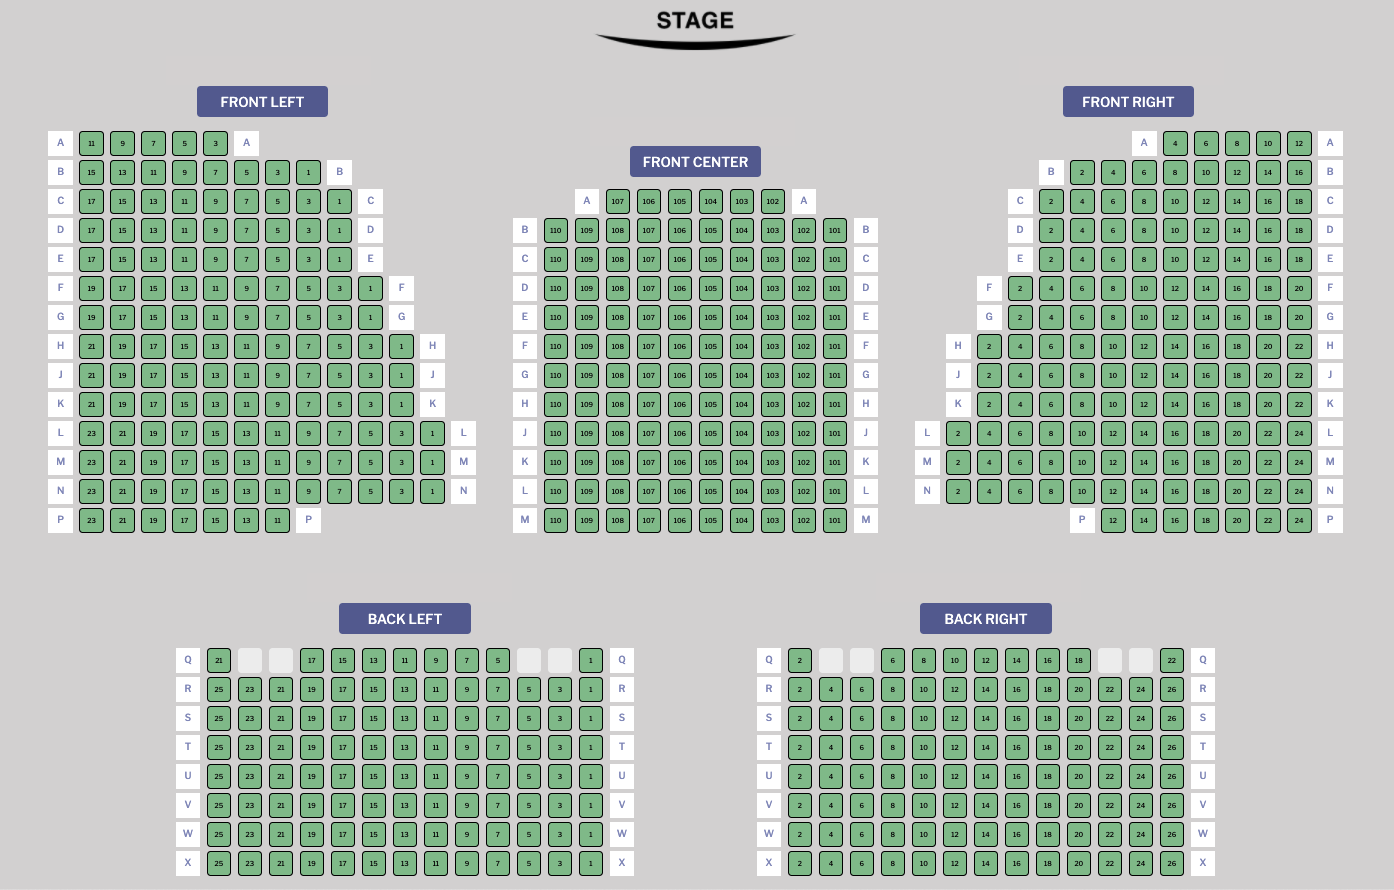 STAGE
FRONT LEFT
A 11 9 7 5 3 A
B 15 13 11 9 7 5 3 1 B
C 17 15 13 11 9 7 5 3 1 C
D 17 15 13 11 9 7 5 3 1 D
E 17 15 13 11 9 7 5 3 1 E
F 19 17 15 13 11 9 7 5 3 1 F
G 19 17 15 13 11 9 7 5 3 1 G
H 21 19 17 15 13 11 9 7 5 3 1 H
J 21 19 17 15 13 11 9 7 5 3 1 J
K 21 19 17 15 13 11 9 7 5 3 1 K
L 23 21 19 17 15 13 11 9 7 5 3 1 L
M 23 21 19 17 15 13 11 9 7 5 3 1 M
N 23 21 19 17 15 13 11 9 7 5 3 1 N
P 23 21 19 17 15 13 11 P
FRONT CENTER
A 107 106 105 104 103 102 A
B 110 109 108 107 106 105 104 103 102 101 B
C 110 109 108 107 106 105 104 103 102 101 C
D 110 109 108 107 106 105 104 103 102 101 D
E 110 109 108 107 106 105 104 103 102 101 E
F 110 109 108 107 106 105 104 103 102 101 F
G 110 109 108 107 106 105 104 103 102 101 G
H 110 109 108 107 106 105 104 103 102 101 H
J 110 109 108 107 106 105 104 103 102 101 J
K 110 109 108 107 106 105 104 103 102 101 K
L 110 109 108 107 106 105 104 103 102 101 L
M 110 109 108 107 106 105 104 103 102 101 M
FRONT RIGHT
A 4 6 8 10 12 A
B 2 4 6 8 10 12 14 16 B
C 2 4 6 8 10 12 14 16 18 C
D 2 4 6 8 10 12 14 16 18 D
E 2 4 6 8 10 12 14 16 18 E
F 2 4 6 8 10 12 14 16 18 20 F
G 2 4 6 8 10 12 14 16 18 20 G
H 2 4 6 8 10 12 14 16 18 20 22 H
J 2 4 6 8 10 12 14 16 18 20 22 J
K 2 4 6 8 10 12 14 16 18 20 22 K
L 2 4 6 8 10 12 14 16 18 20 22 24 L
M 2 4 6 8 10 12 14 16 18 20 22 24 M
N 2 4 6 8 10 12 14 16 18 20 22 24 N
P 12 14 16 18 20 22 24 P
BACK LEFT
Q 21 17 15 13 11 9 7 5 1 Q
R 25 23 21 19 17 15 13 11 9 7 5 3 1 R
S 25 23 21 19 17 15 13 11 9 7 5 3 1 S
T 25 23 21 19 17 15 13 11 9 7 5 3 1 T
U 25 23 21 19 17 15 13 11 9 7 5 3 1 U
V 25 23 21 19 17 15 13 11 9 7 5 3 1 V
W 25 23 21 19 17 15 13 11 9 7 5 3 1 W
X 25 23 21 19 17 15 13 11 9 7 5 3 1 X
BACK RIGHT
Q 2 6 8 10 12 14 16 18 22 Q
R 2 4 6 8 10 12 14 16 18 20 22 24 26 R
S 2 4 6 8 10 12 14 16 18 20 22 24 26 S
T 2 4 6 8 10 12 14 16 18 20 22 24 26 T
U 2 4 6 8 10 12 14 16 18 20 22 24 26 U
V 2 4 6 8 10 12 14 16 18 20 22 24 26 V
W 2 4 6 8 10 12 14 16 18 20 22 24 26 W
X 2 4 6 8 10 12 14 16 18 20 22 24 26 X